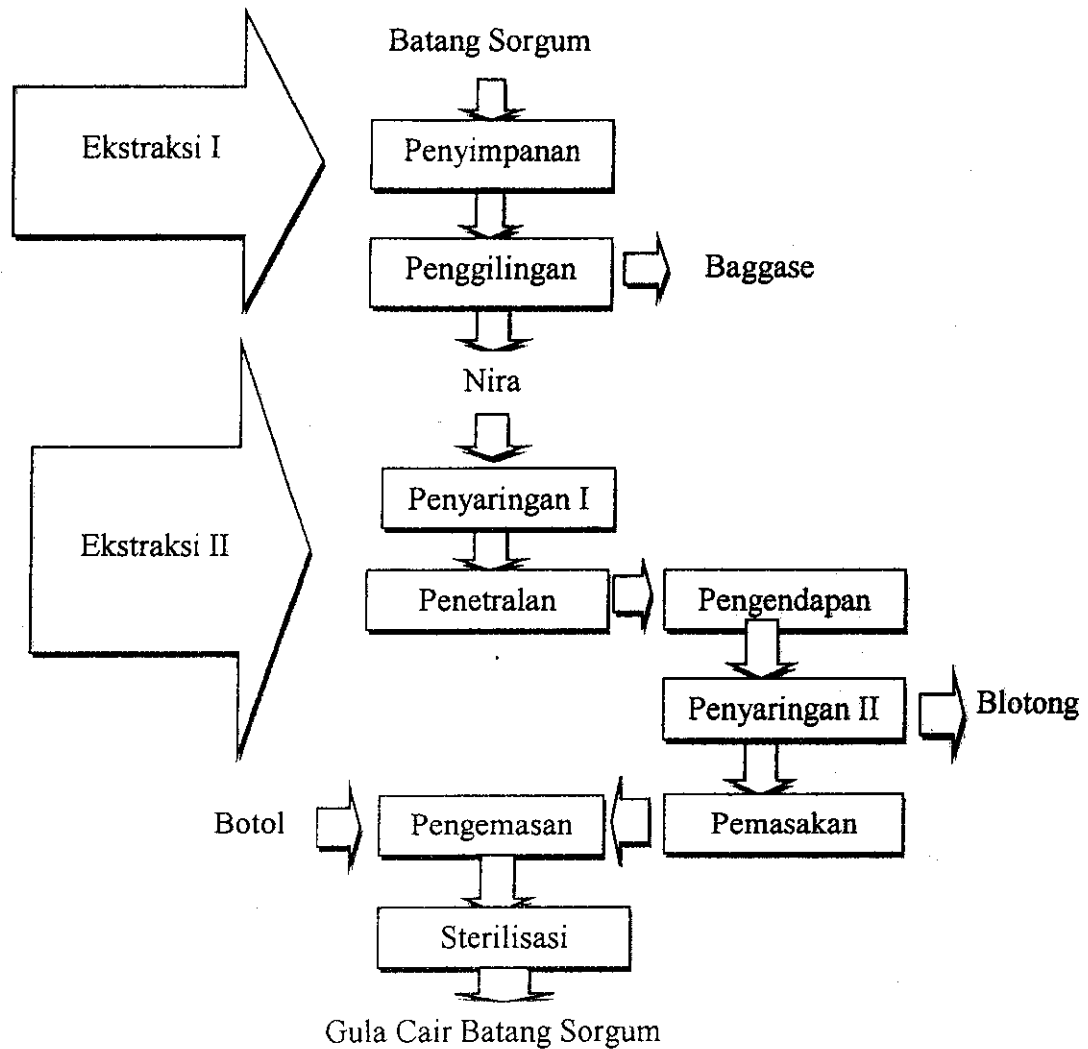 Batang Sorgum
Ekstraksi I
Penyimpanan
Penggilingan
Baggase
Nira
Penyaringan I
Ekstraksi II
Penetralan
Pengendapan
Penyaringan II
Blotong
Botol
Pengemasan
Pemasakan
Sterilisasi
Gula Cair Batang Sorgum